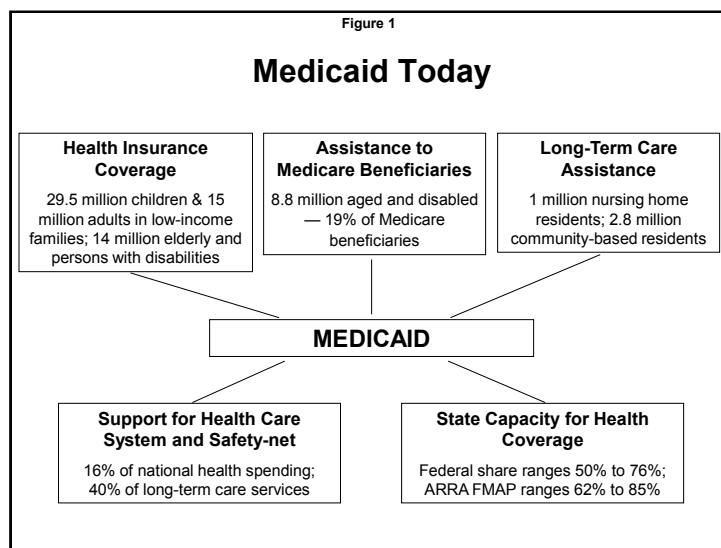 Figure 1
Medicaid Today
Health Insurance
Coverage
29.5 million children & 15
million adults in low-income
families; 14 million elderly and
persons with disabilities
Assistance to
Medicare Beneficiaries
8.8 million aged and disabled
— 19% of Medicare
beneficiaries
Long-Term Care
Assistance
1 million nursing home
residents; 2.8 million
community-based residents
MEDICAID
Support for Health Care
System and Safety-net
16% of national health spending;
40% of long-term care services
State Capacity for Health
Coverage
Federal share ranges 50% to 76%;
ARRA FMAP ranges 62% to 85%